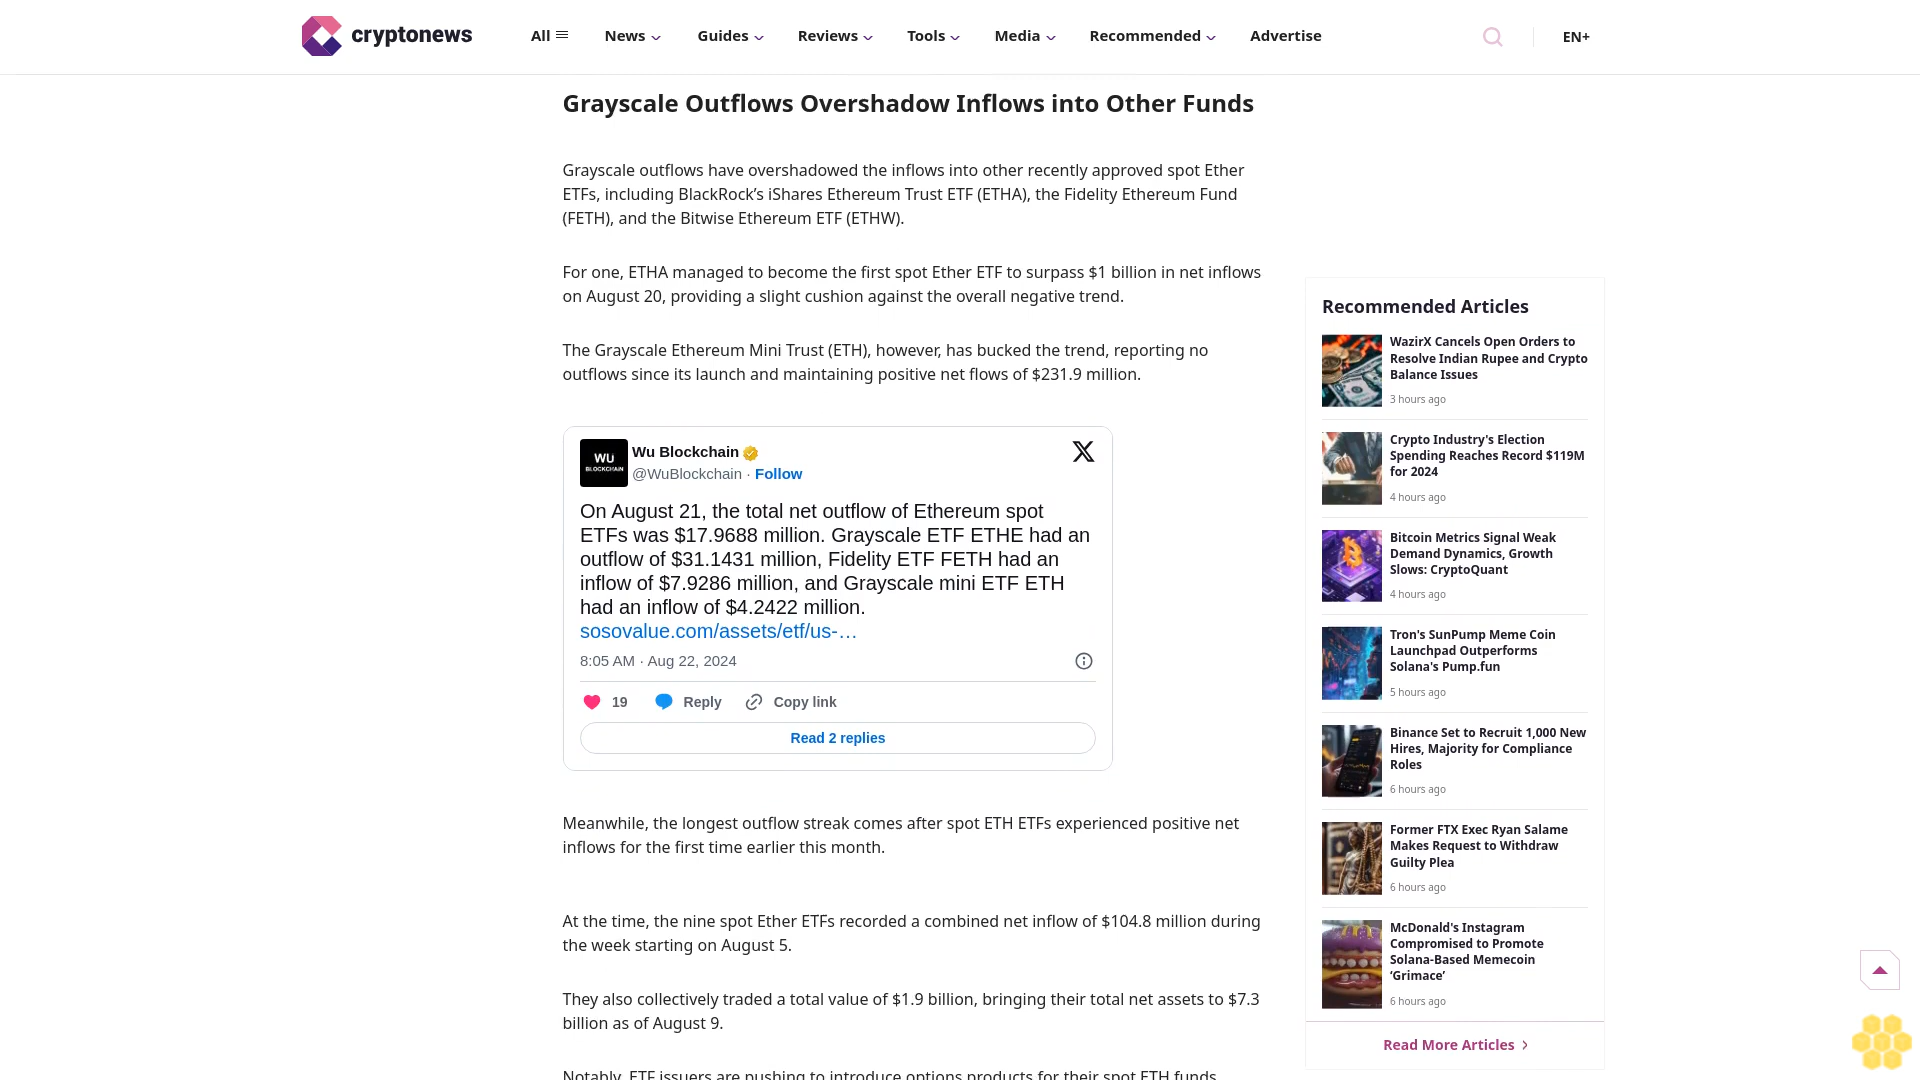 cryptonews
All
News
Guides
Reviews
Tools
Media
Recommended
Advertise
EN+
Grayscale Outflows Overshadow Inflows into Other Funds
Grayscale outflows have overshadowed the inflows into other recently approved spot Ether
ETFs, including BlackRock’s iShares Ethereum Trust ETF (ETHA), the Fidelity Ethereum Fund
(FETH), and the Bitwise Ethereum ETF (ETHW).
For one, ETHA managed to become the first spot Ether ETF to surpass $1 billion in net inflows
on August 20, providing a slight cushion against the overall negative trend.
The Grayscale Ethereum Mini Trust (ETH), however, has bucked the trend, reporting no
outflows since its launch and maintaining positive net flows of $231.9 million.
WU
BLOCKCHAIN
Wu Blockchain
@WuBlockchain · Follow
On August 21, the total net outflow of Ethereum spot
ETFs was $17.9688 million. Grayscale ETF ETHE had an
outflow of $31.1431 million, Fidelity ETF FETH had an
inflow of $7.9286 million, and Grayscale mini ETF ETH
had an inflow of $4.2422 million.
sosovalue.com/assets/etf/us-…
8:05 AM · Aug 22, 2024
19
Reply
Copy link
Read 2 replies
Meanwhile, the longest outflow streak comes after spot ETH ETFs experienced positive net
inflows for the first time earlier this month.
At the time, the nine spot Ether ETFs recorded a combined net inflow of $104.8 million during
the week starting on August 5.
They also collectively traded a total value of $1.9 billion, bringing their total net assets to $7.3
billion as of August 9.
Notably, ETF issuers are pushing to introduce options products for their spot ETH funds.
Recommended Articles
WazirX Cancels Open Orders to
Resolve Indian Rupee and Crypto
Balance Issues
3 hours ago
Crypto Industry's Election
Spending Reaches Record $119M
for 2024
4 hours ago
Bitcoin Metrics Signal Weak
Demand Dynamics, Growth
Slows: CryptoQuant
4 hours ago
Tron's SunPump Meme Coin
Launchpad Outperforms
Solana's Pump.fun
5 hours ago
Binance Set to Recruit 1,000 New
Hires, Majority for Compliance
Roles
6 hours ago
Former FTX Exec Ryan Salame
Makes Request to Withdraw
Guilty Plea
6 hours ago
McDonald's Instagram
Compromised to Promote
Solana-Based Memecoin
‘Grimace’
6 hours ago
Read More Articles